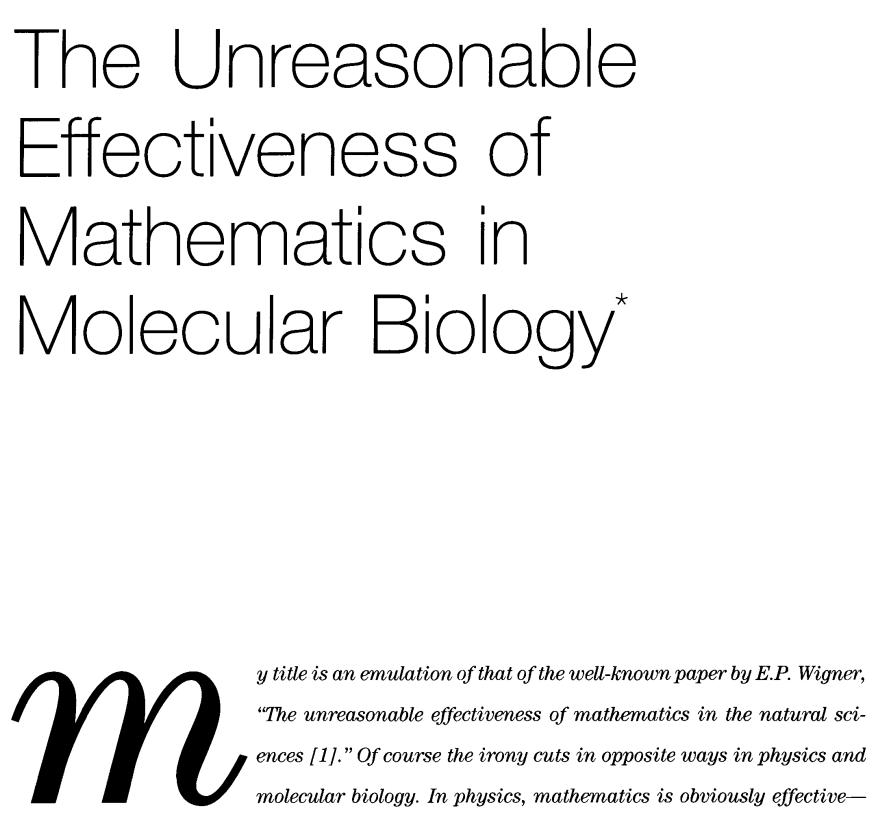 The Unreasonable
Effectiveness of
Mathematics in
Molecular Biology*
My title is an emulation of that of the well-known paper by E.P. Wigner,
“The unreasonable effectiveness of mathematics in the natural sci-
ences [1].” Of course the irony cuts in opposite ways in physics and
molecular biology. In physics, mathematics is obviously effective—